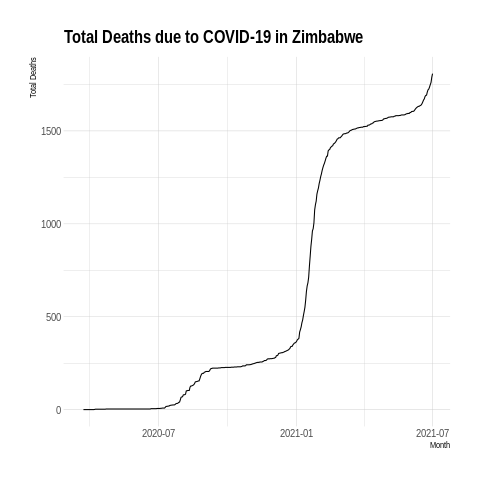 Total Deaths due to COVID-19 in Zimbabwe
Total Deaths
1500
1000
500
0
2020-07
2021-01
2021-07
Month